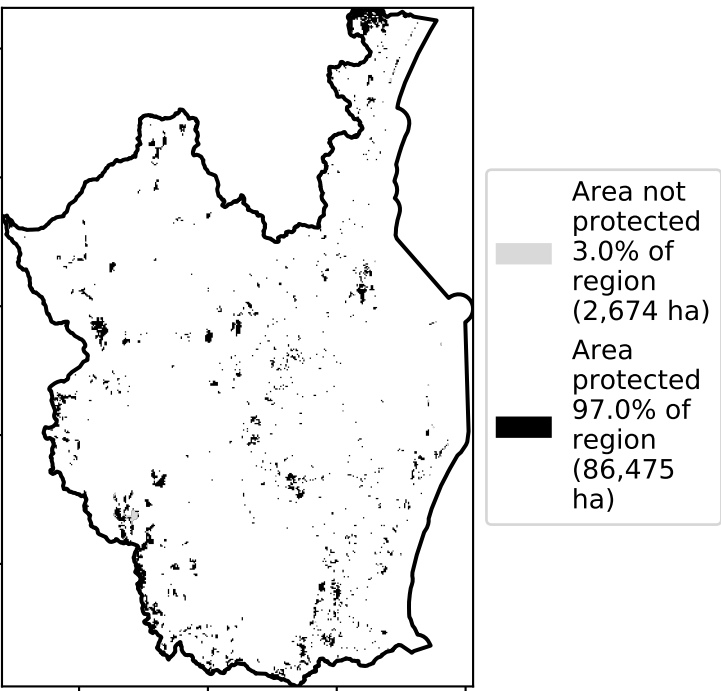 Area not
protected
3.0% of
region
(2,674 ha)
Area
protected
97.0% of
region
(86,475
ha)